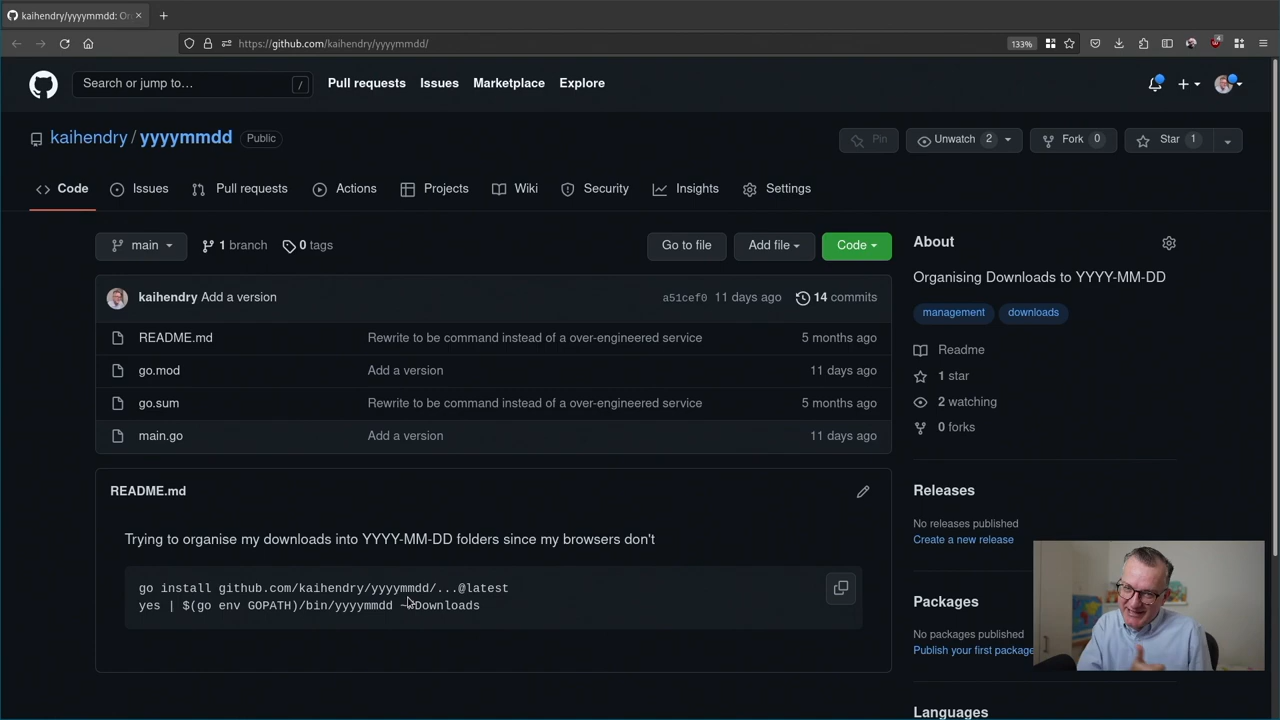 kaihendry/yyyymmdd: Or
https://github.com/kaihendry/yyyymmdd/
133%
4
Search or jump to…
/
Pull requests
Issues
Marketplace
Explore
kaihendry / yyyymmdd
Public
Pin
Unwatch 2
Fork 0
Star 1
Code
Issues
Pull requests
Actions
Projects
Wiki
Security
Insights
Settings
main
1 branch
0 tags
Go to file
Add file
Code
kaihendry Add a version
a51cef0 11 days ago
14 commits
README.md
Rewrite to be command instead of a over-engineered service
5 months ago
go.mod
Add a version
11 days ago
go.sum
Rewrite to be command instead of a over-engineered service
5 months ago
main.go
Add a version
11 days ago
README.md
Trying to organise my downloads into YYYY-MM-DD folders since my browsers don't
go install github.com/kaihendry/yyyymmdd/...@latest
yes | $(go env GOPATH)/bin/yyyymmdd ~ Downloads
About
Organising Downloads to YYYY-MM-DD
management
downloads
Readme
1 star
2 watching
0 forks
Releases
No releases published
Create a new release
Packages
No packages published
Publish your first package
Languages